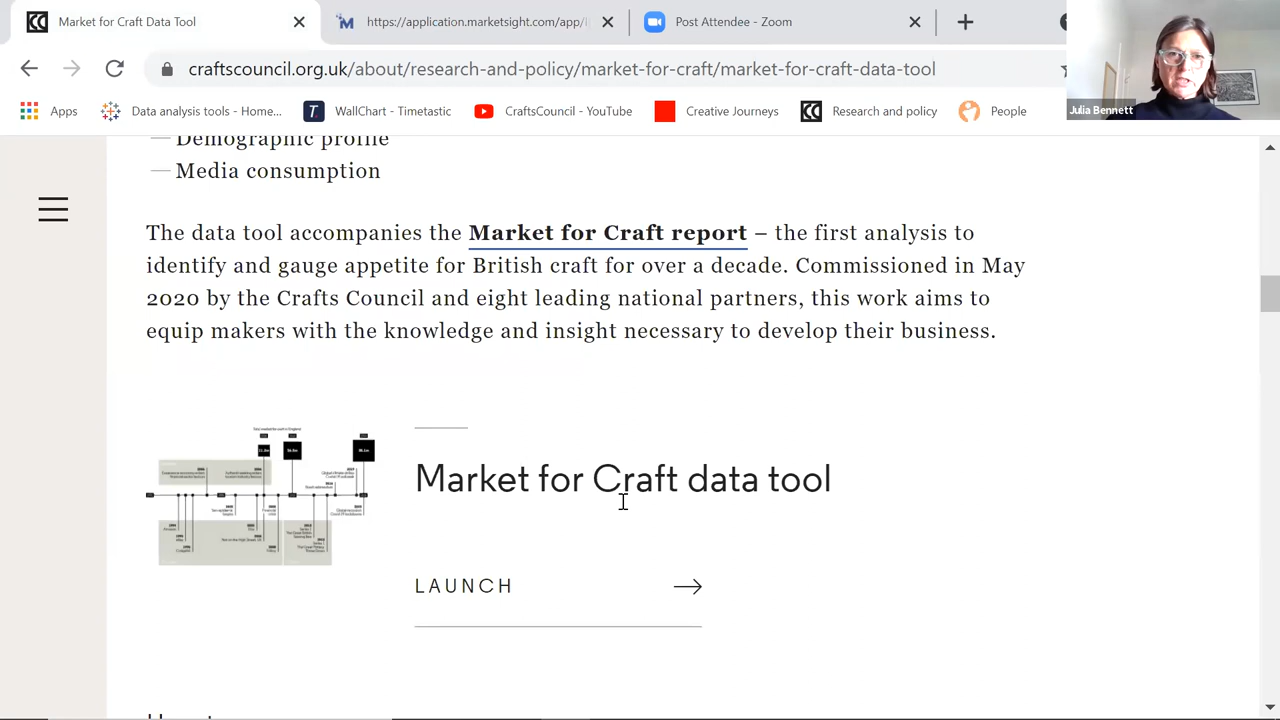 Market for Craft Data Tool
https://application.marketsight.com/app/
Post Attendee - Zoom
craftscouncil.org.uk/about/research-and-policy/market-for-craft/market-for-craft-data-tool
Apps
Data analysis tools - Home...
WallChart - Timetastic
CraftsCouncil - YouTube
Creative Journeys
Research and policy
People
Julia Bennett
— Demographic profile
— Media consumption
The data tool accompanies the Market for Craft report – the first analysis to
identify and gauge appetite for British craft for over a decade. Commissioned in May
2020 by the Crafts Council and eight leading national partners, this work aims to
equip makers with the knowledge and insight necessary to develop their business.
Market for Craft data tool
LAUNCH